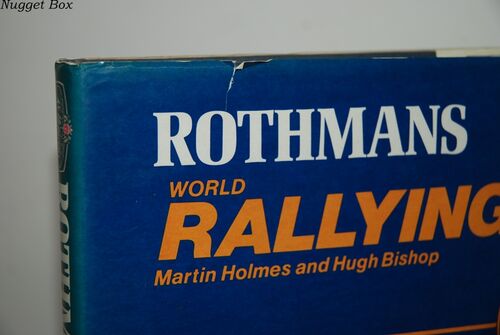 Nugget Box
ROTHMANS
WORLD
RALLYING
Martin Holmes and Hugh Bishop